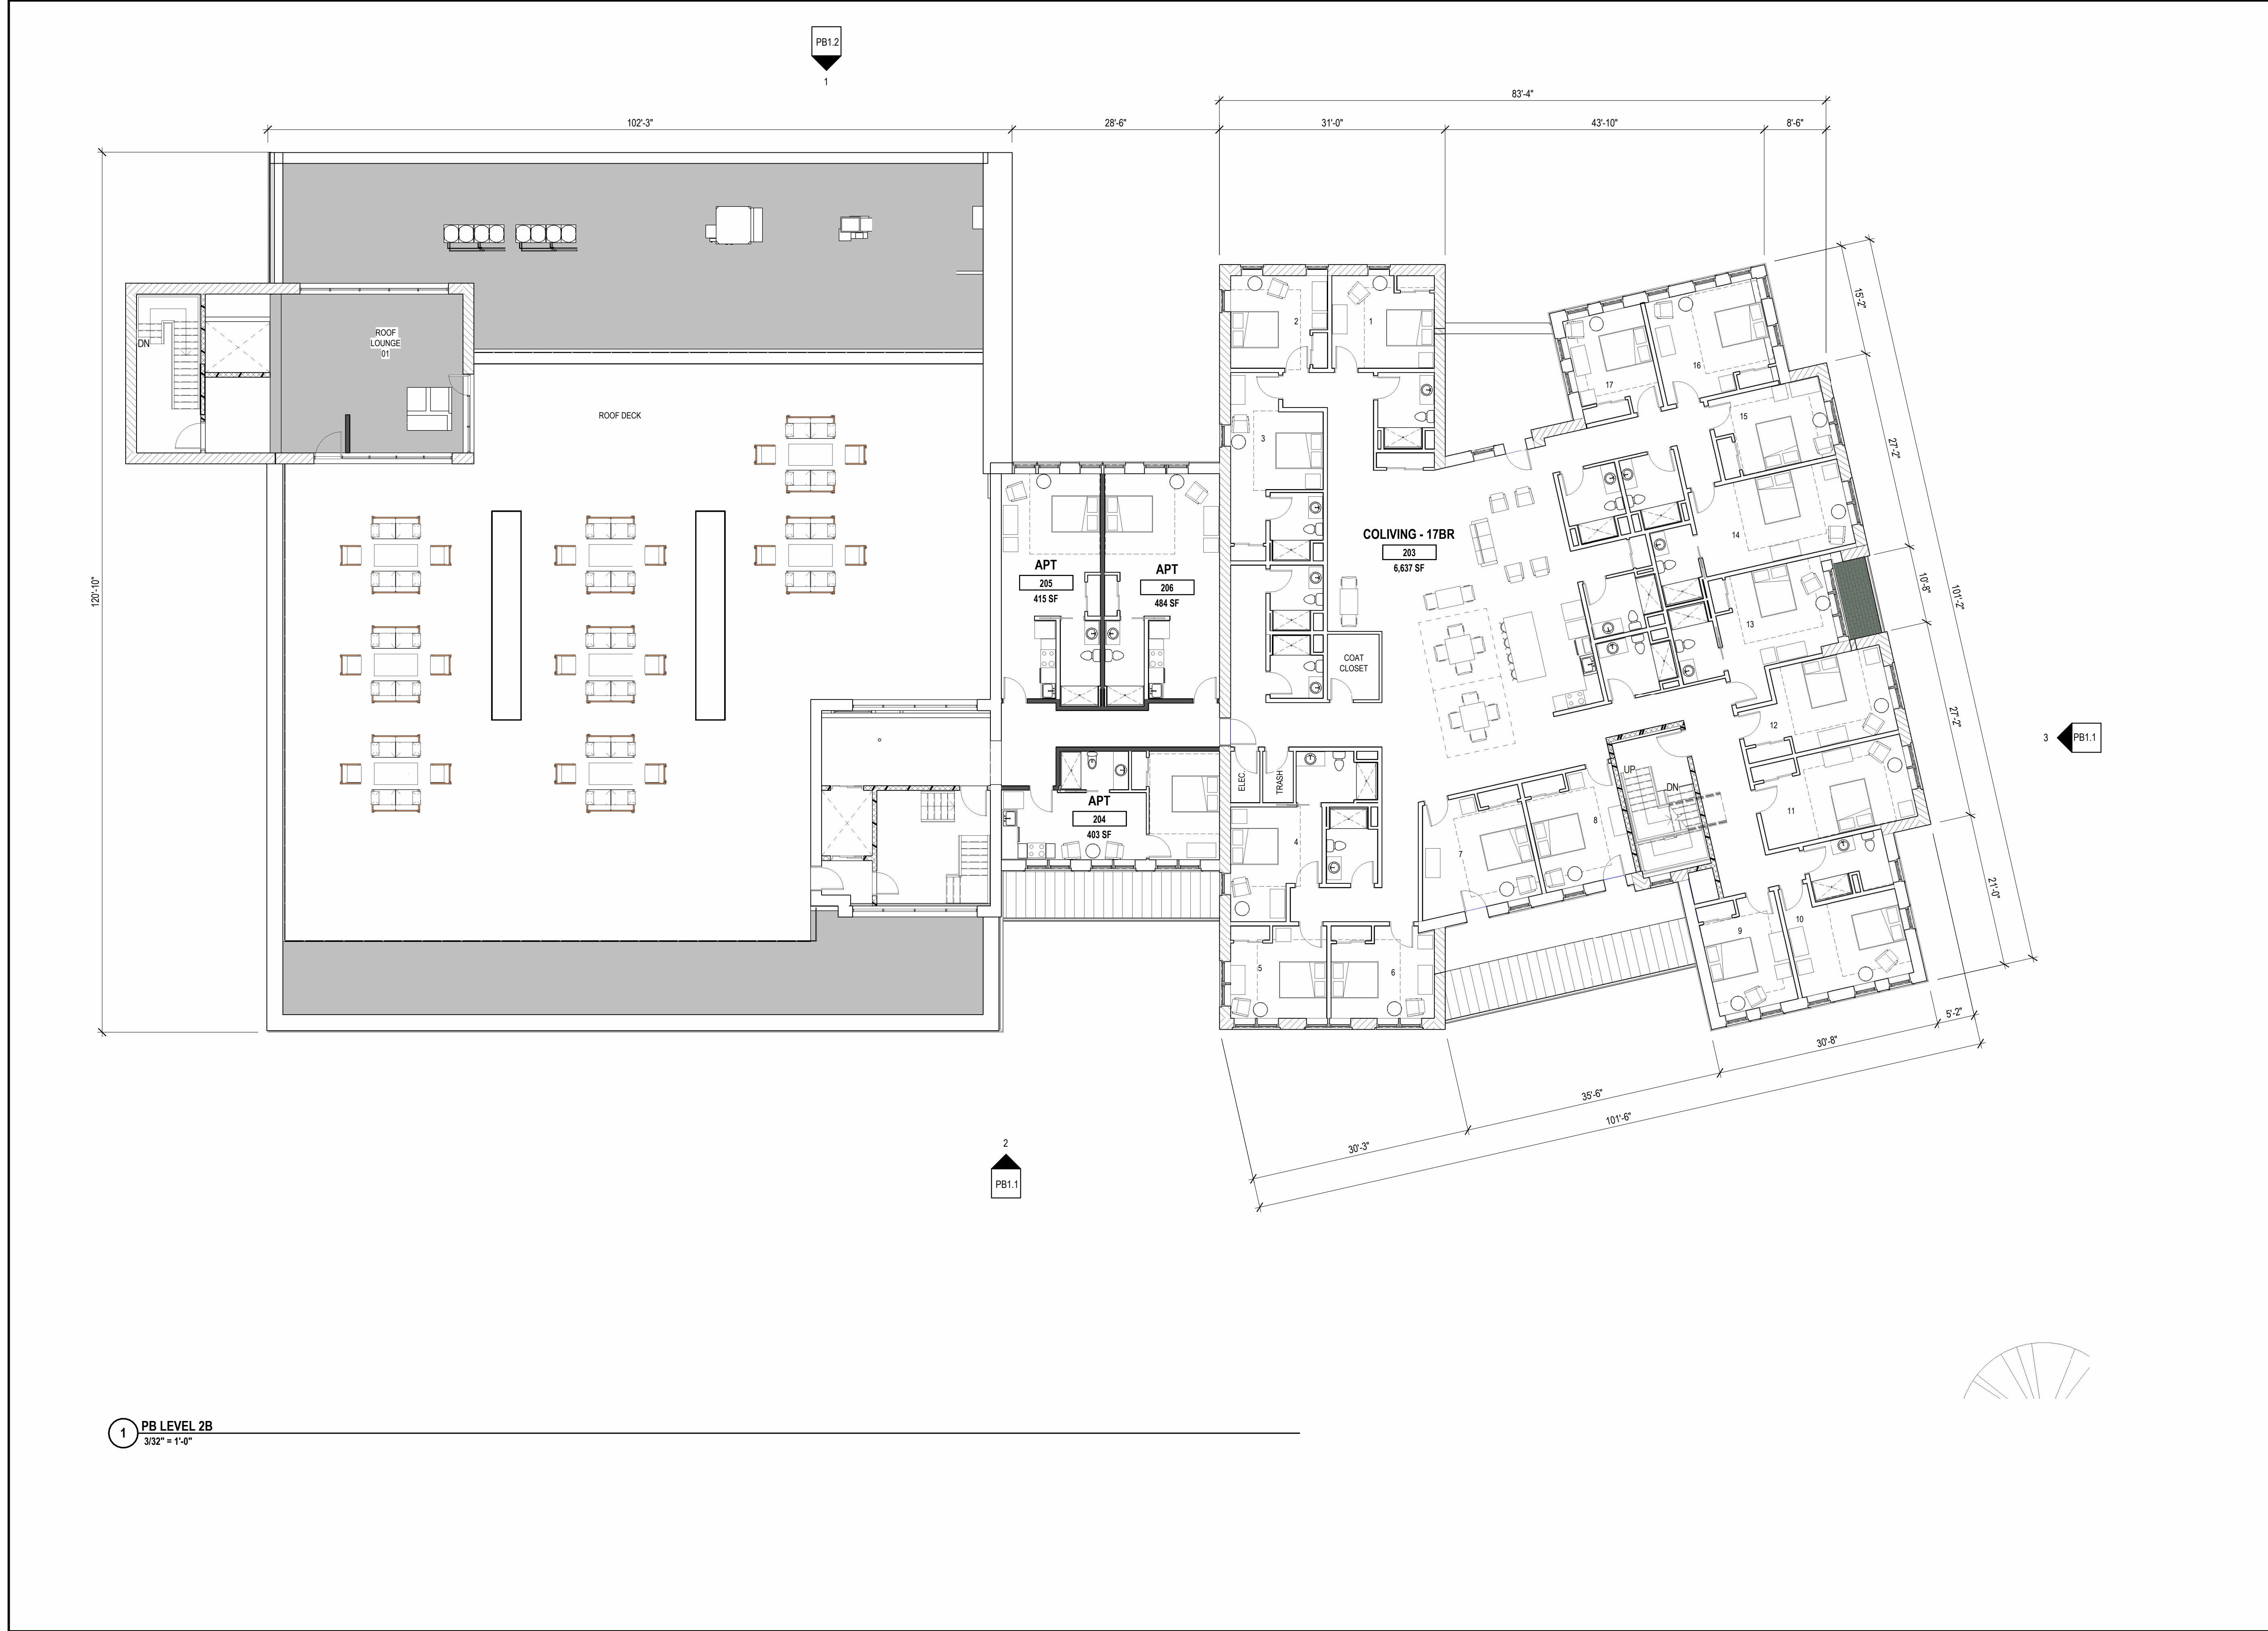 PB1.2
1
83'-4"
102'-3"
28'-6"
31'-0"
43'-10"
8'-6"
120'-10"
15'-2"
27'-2"
10'-8"
101'-2"
27'-2"
21'-0"
DN
ROOF
LOUNGE
01
ROOF DECK
2
1
3
17
16
15
14
13
12
11
COLIVING - 17BR
203
6,637 SF
APT
205
415 SF
APT
206
484 SF
COAT
CLOSET
3
PB1.1
UP
DN
ELEC.
TRASH
APT
204
403 SF
4
7
8
9
10
5
6
5'-2"
30'-8"
35'-6"
101'-6"
30'-3"
2
PB1.1
1
PB LEVEL 2B
3/32" = 1'-0"